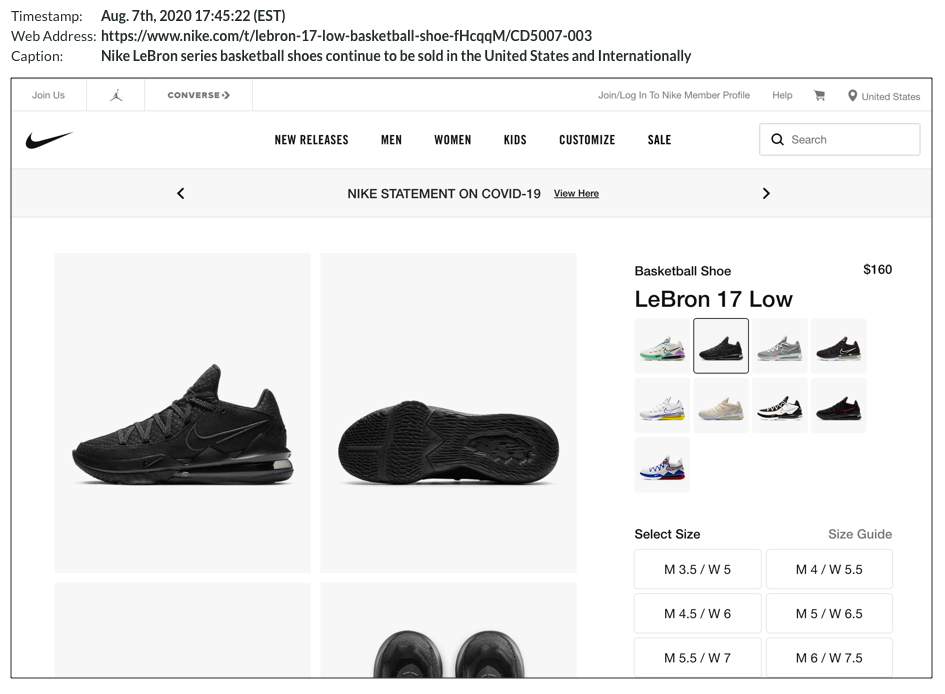 Timestamp: Aug. 7th, 2020 17:45:22 (EST)
Web Address: https://www.nike.com/t/lebron-17-low-basketball-shoe-fHcqqM/CD5007-003
Caption: Nike LeBron series basketball shoes continue to be sold in the United States and Internationally
Join Us CONVERSE Join/Log In To Nike Member Profile Help United States
NEW RELEASES MEN WOMEN KIDS CUSTOMIZE SALE Search
NIKE STATEMENT ON COVID-19 View Here
Basketball Shoe $160
LeBron 17 Low
Select Size Size Guide
M 3.5 / W 5 M 4 / W 5.5
M 4.5 / W 6 M 5 / W 6.5
M 5.5 / W 7 M 6 / W 7.5